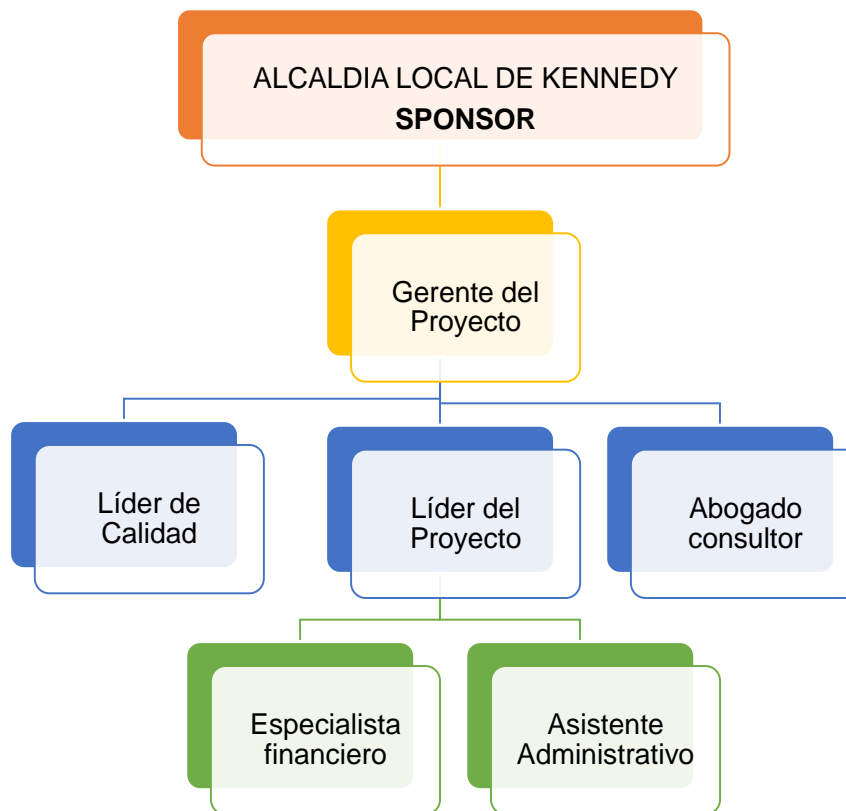 ALCALDIA LOCAL DE KENNEDY
SPONSOR
Gerente del
Proyecto
Líder de
Calidad
Líder del
Proyecto
Abogado
consultor
Especialista
financiero
Asistente
Administrativo